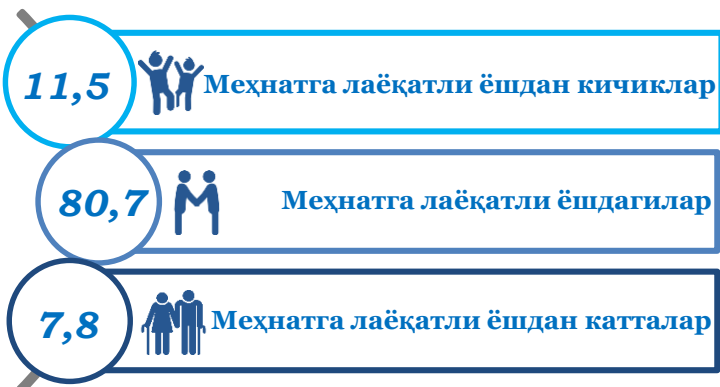 11,5 Меҳнатга лаёқатли ёшдан кичиклар
80,7 Меҳнатга лаёқатли ёшдагилар
7,8 Меҳнатга лаёқатли ёшдан катталар